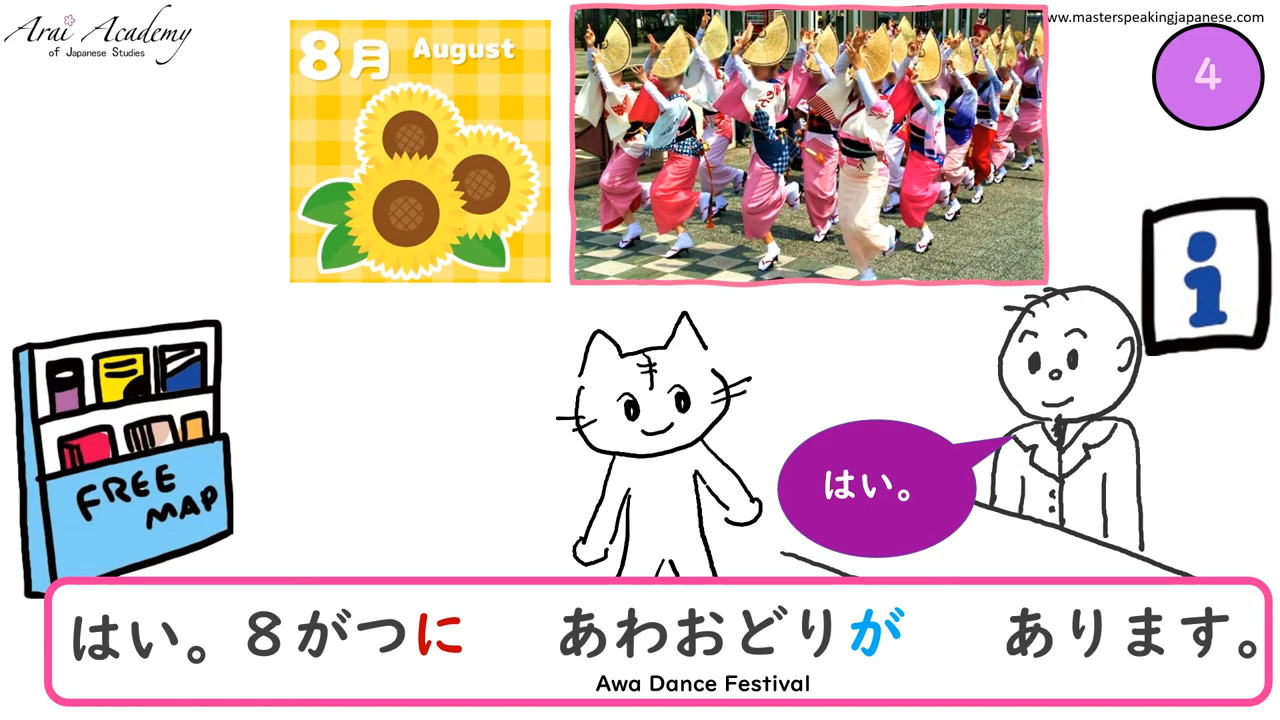 Arai Academy
of Japanese Studies
8月 August
www.masterspeakingjapanese.com
4
i
FREE
MAP
はい。
はい。8がつに あわおどりが あります。
Awa Dance Festival